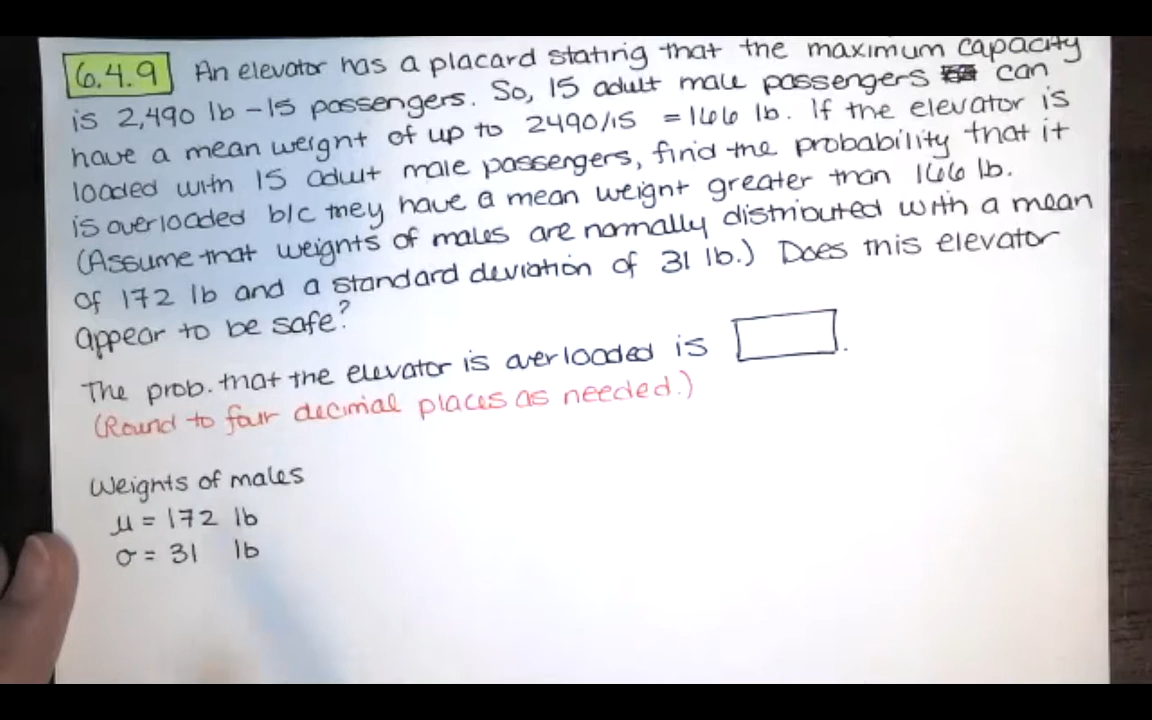 6.4.9 An elevator has a placard stating that the maximum capacity
is 2,490 lb - 15 passengers. So, 15 adult male passengers can
have a mean weight of up to 2490/15 = 166 lb. If the elevator is
loaded with 15 adult male passengers, find the probability that it
is overloaded b/c they have a mean weight greater than 166 lb.
(Assume that weights of males are normally distributed with a mean
of 172 lb and a standard deviation of 31 lb.) Does this elevator
appear to be safe?
The prob. that the elevator is overloaded is .
(Round to four decimal places as needed.)
Weights of males
μ = 172 lb
σ = 31 lb